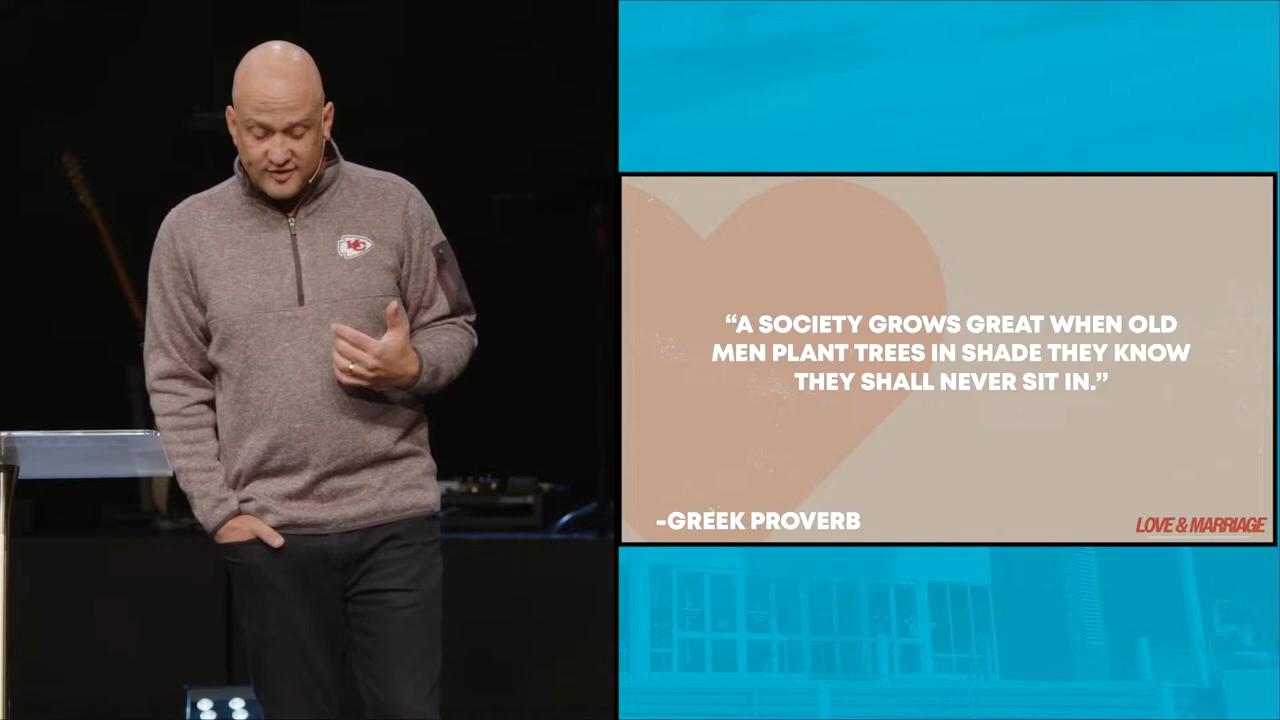 KC
“A SOCIETY GROWS GREAT WHEN OLD
MEN PLANT TREES IN SHADE THEY KNOW
THEY SHALL NEVER SIT IN.”
-GREEK PROVERB
LOVE & MARRIAGE